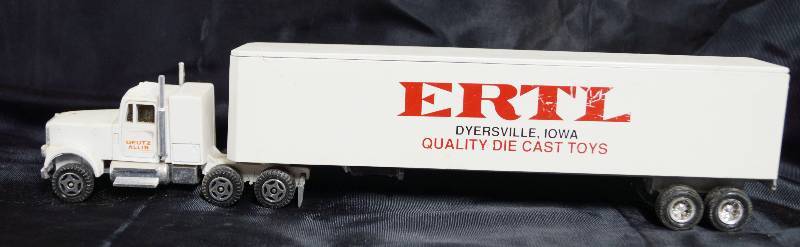 DEUTZ
ALLIS
ERTL
DYERSVILLE, IOWA
QUALITY DIE CAST TOYS